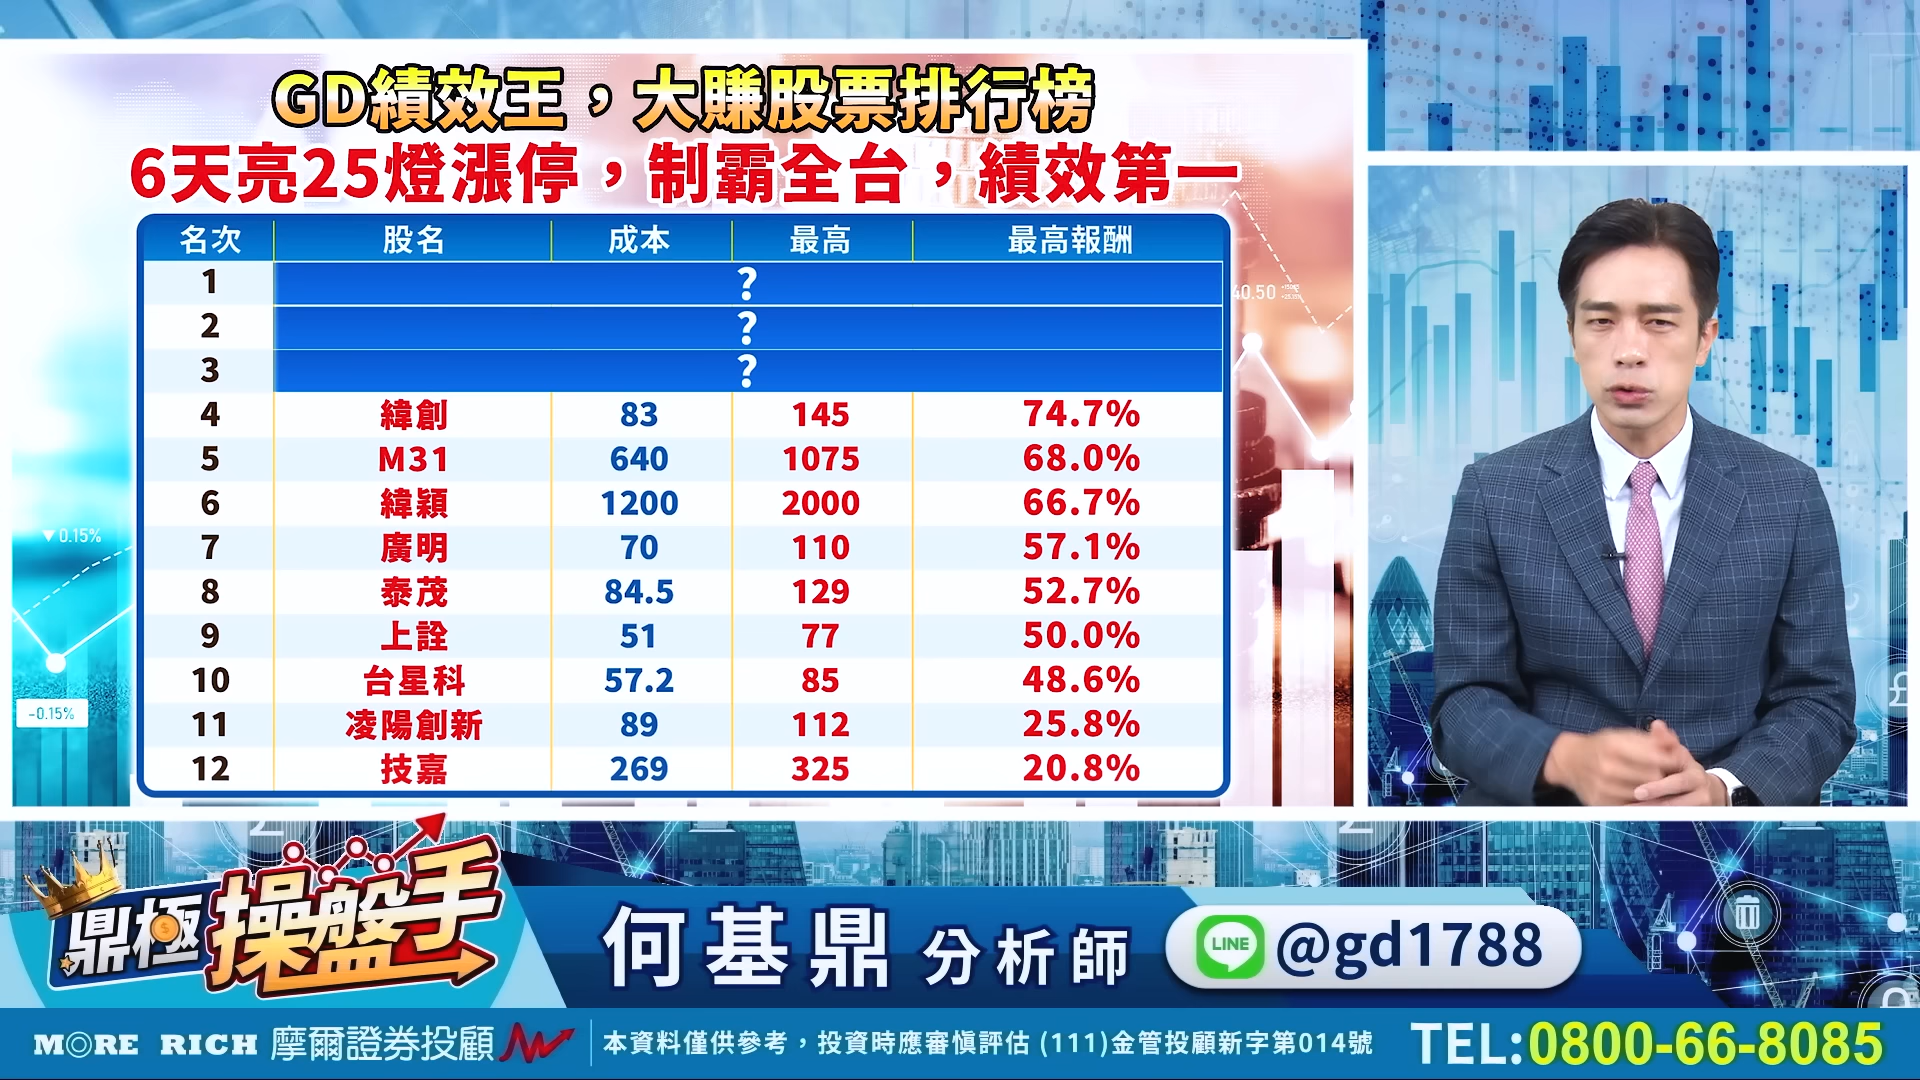 GD績效王，大賺股票排行榜
6天亮25燈漲停，制霸全台，績效第一
名次 股名 成本 最高 最高報酬
1 ?
2 ?
3 ?
4 緯創 83 145 74.7%
5 M31 640 1075 68.0%
6 緯穎 1200 2000 66.7%
7 廣明 70 110 57.1%
8 泰茂 84.5 129 52.7%
9 上詮 51 77 50.0%
10 台星科 57.2 85 48.6%
11 凌陽創新 89 112 25.8%
12 技嘉 269 325 20.8%
40.50
▼0.15%
-0.15%
鼎極操盤手
何基鼎 分析師
LINE @gd1788
MORE RICH 摩爾證券投顧
本資料僅供參考，投資時應審慎評估 (111)金管投顧新字第014號
TEL:0800-66-8085